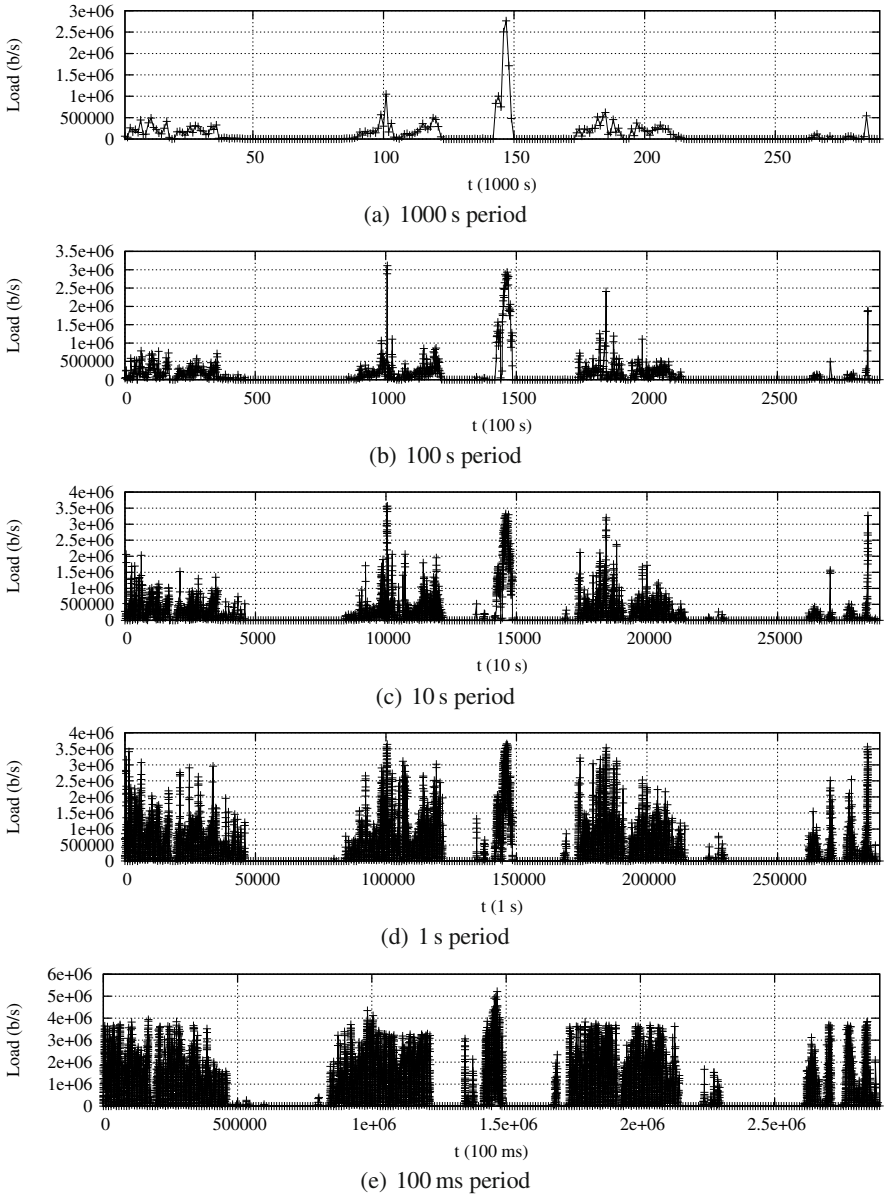 3e+06
2.5e+06
2e+06
1.5e+06
1e+06
500000
0
Load (b/s)
50 100 150 200 250
t (1000 s)
(a) 1000 s period
3.5e+06
3e+06
2.5e+06
2e+06
1.5e+06
1e+06
500000
0
Load (b/s)
500 1000 1500 2000 2500
t (100 s)
(b) 100 s period
4e+06
3.5e+06
3e+06
2.5e+06
2e+06
1.5e+06
1e+06
500000
0
Load (b/s)
0 5000 10000 15000 20000 25000
t (10 s)
(c) 10 s period
4e+06
3.5e+06
3e+06
2.5e+06
2e+06
1.5e+06
1e+06
500000
0
Load (b/s)
0 50000 100000 150000 200000 250000
t (1 s)
(d) 1 s period
6e+06
5e+06
4e+06
3e+06
2e+06
1e+06
0
Load (b/s)
0 500000 1e+06 1.5e+06 2e+06 2.5e+06
t (100 ms)
(e) 100 ms period